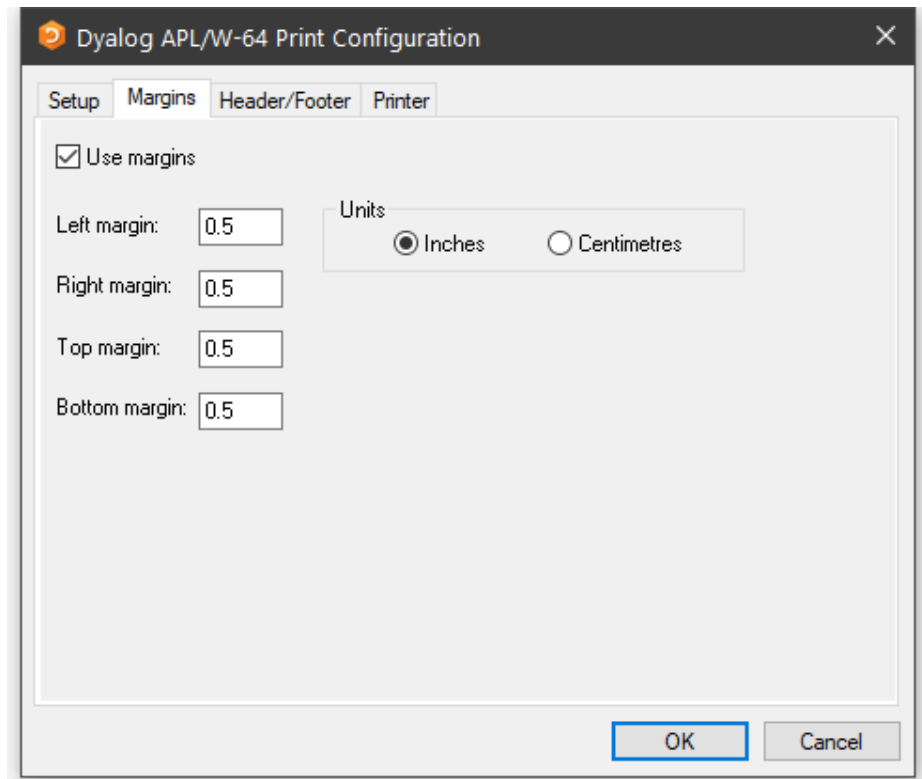 Dyalog APL/W-64 Print Configuration
Setup Margins Header/Footer Printer
Use margins
Units
Left margin: 0.5 Inches Centimetres
Right margin: 0.5
Top margin: 0.5
Bottom margin: 0.5
OK Cancel